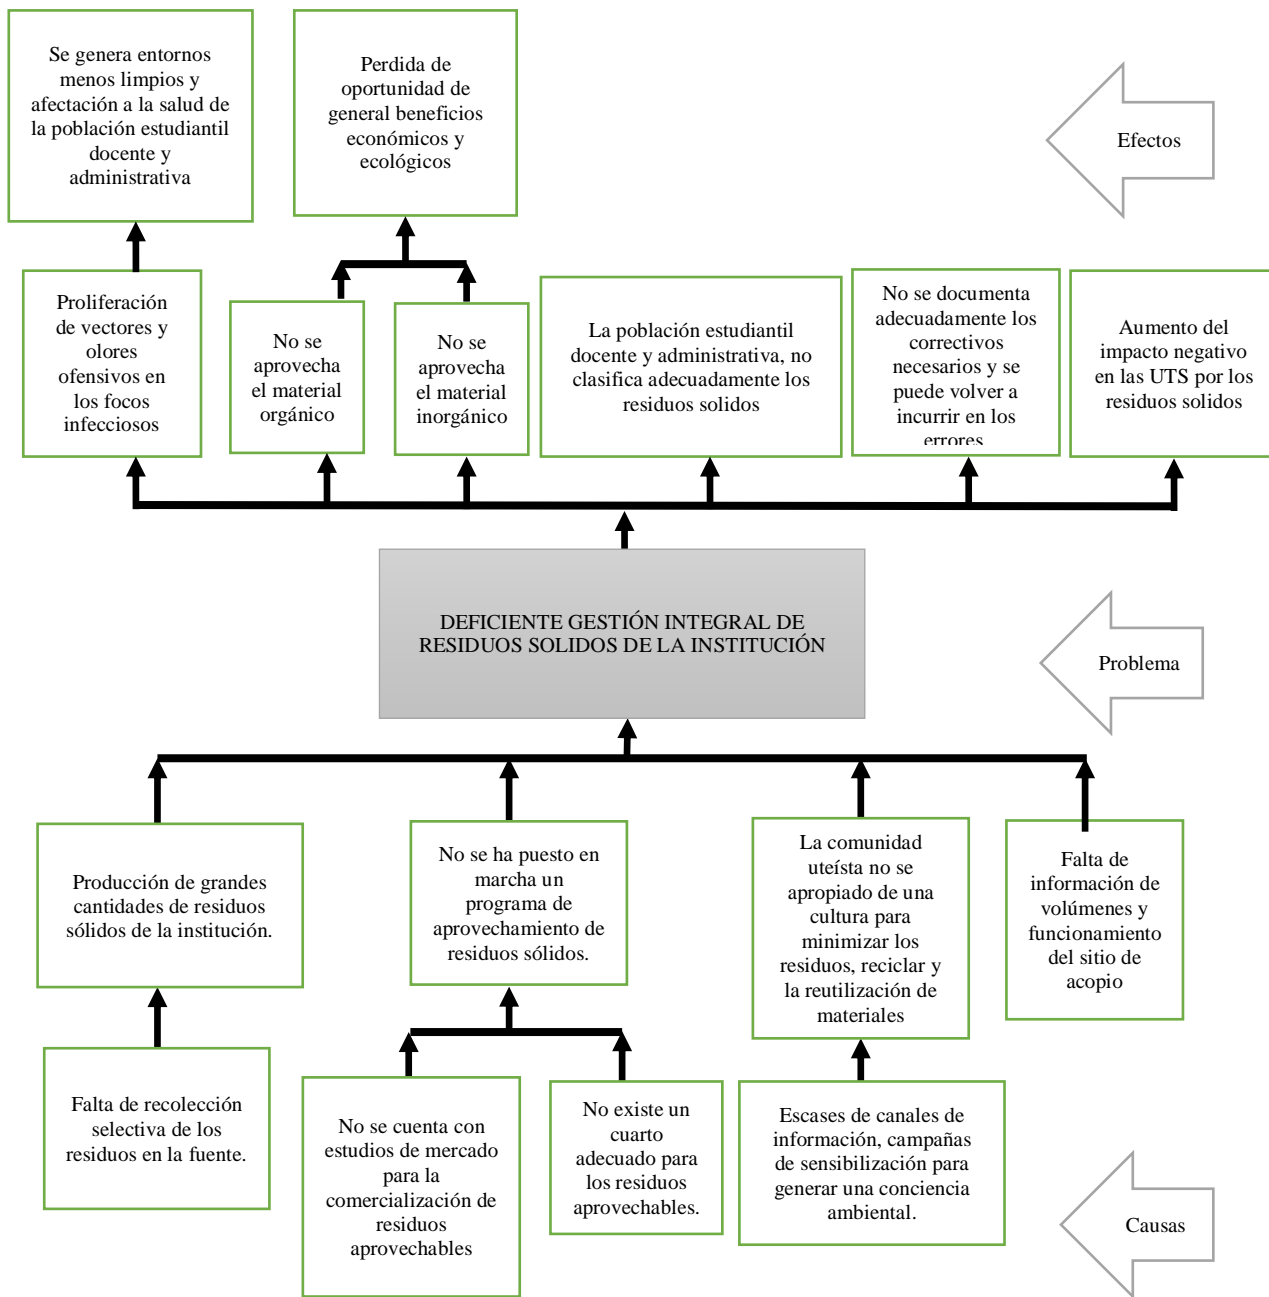 Se genera entornos
menos limpios y
afectación a la salud de
la población estudiantil
docente y
administrativa
Perdida de
oportunidad de
general beneficios
económicos y
ecológicos
Efectos
Proliferación
de vectores y
olores
ofensivos en
los focos
infecciosos
No se
aprovecha
el material
orgánico
No se
aprovecha
el material
inorgánico
La población estudiantil
docente y administrativa, no
clasifica adecuadamente los
residuos solidos
No se documenta
adecuadamente los
correctivos
necesarios y se
puede volver a
incurrir en los
errores
Aumento del
impacto negativo
en las UTS por los
residuos solidos
DEFICIENTE GESTIÓN INTEGRAL DE
RESIDUOS SOLIDOS DE LA INSTITUCIÓN
Problema
Producción de grandes
cantidades de residuos
sólidos de la institución.
No se ha puesto en
marcha un
programa de
aprovechamiento de
residuos sólidos.
La comunidad
uteísta no se
apropiado de una
cultura para
minimizar los
residuos, reciclar y
la reutilización de
materiales
Falta de
información de
volúmenes y
funcionamiento
del sitio de
acopio
Falta de recolección
selectiva de los
residuos en la fuente.
No se cuenta con
estudios de mercado
para la
comercialización de
residuos
aprovechables
No existe un
cuarto
adecuado para
los residuos
aprovechables.
Escases de canales de
información, campañas
de sensibilización para
generar una conciencia
ambiental.
Causas